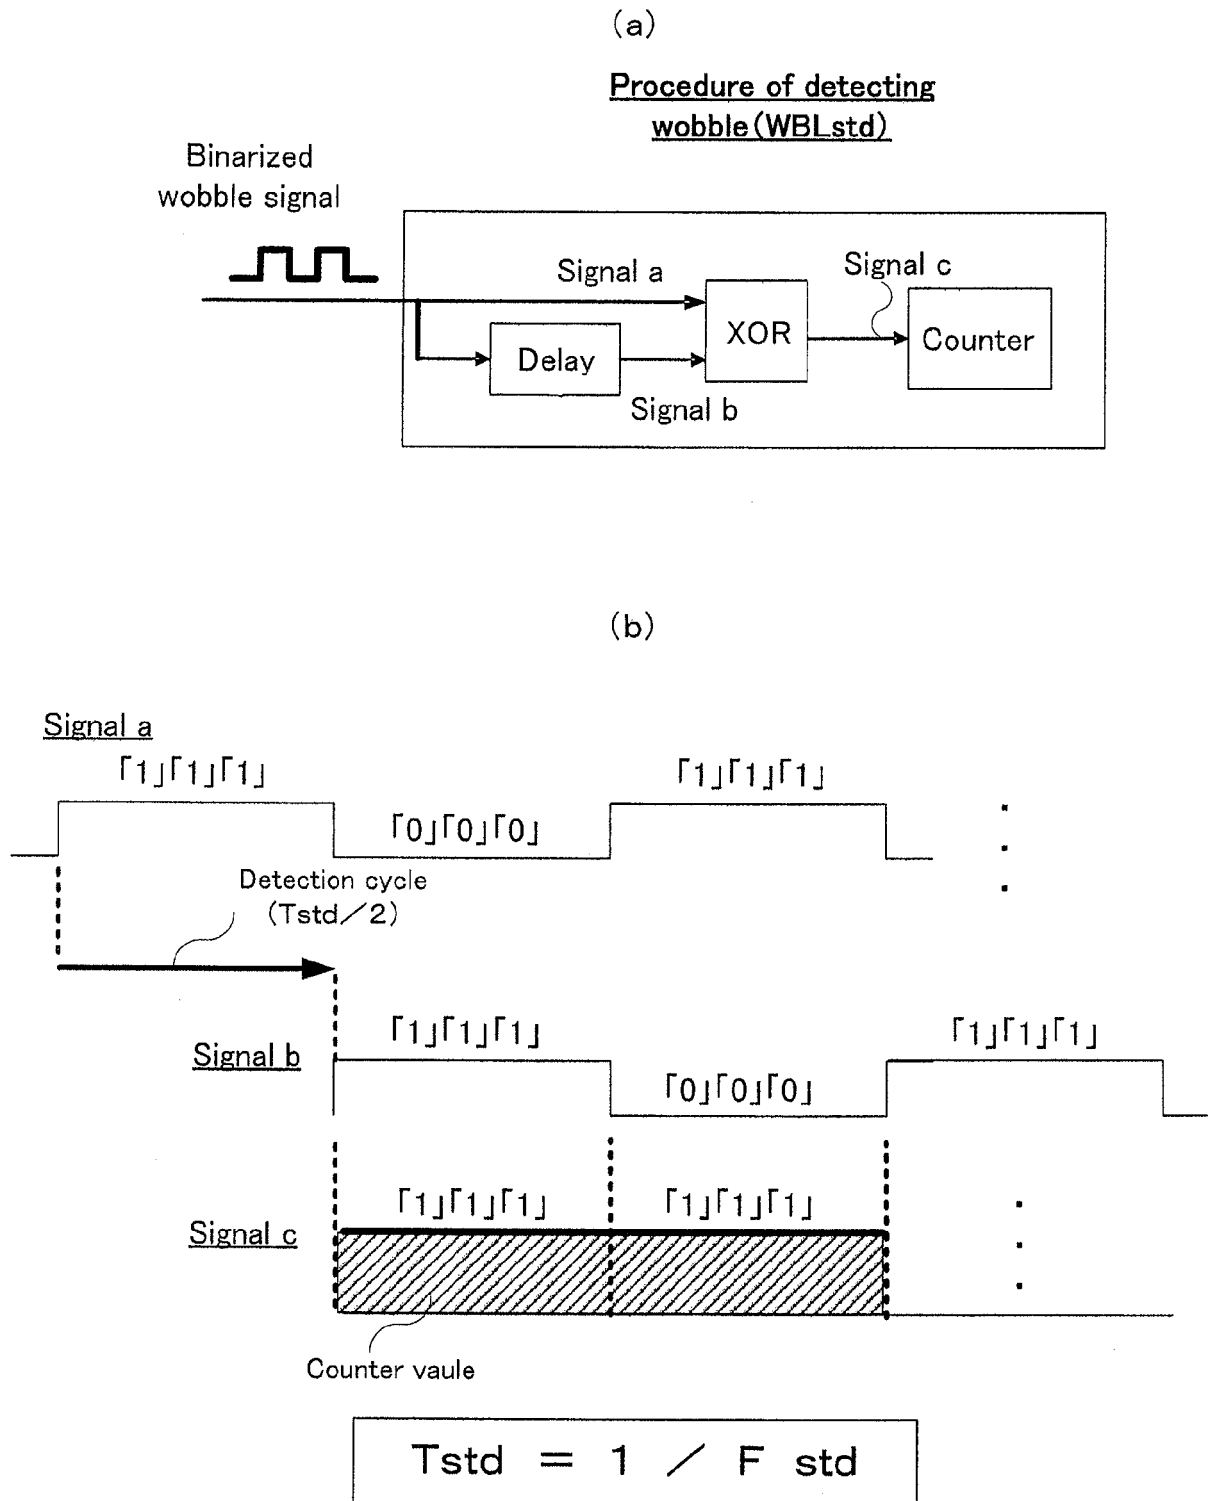 (a)
Procedure of detecting
wobble(WBLstd)
Binarized
wobble signal
Signal a
Signal c
XOR
Counter
Delay
Signal b
(b)
Signal a
「1」「1」「1」
「1」「1」「1」
「0」「0」「0」
Detection cycle
(Tstd／2)
「1」「1」「1」
「1」「1」「1」
Signal b
「0」「0」「0」
「1」「1」「1」
「1」「1」「1」
Signal c
Counter vaule
Tstd = 1 ／ F std